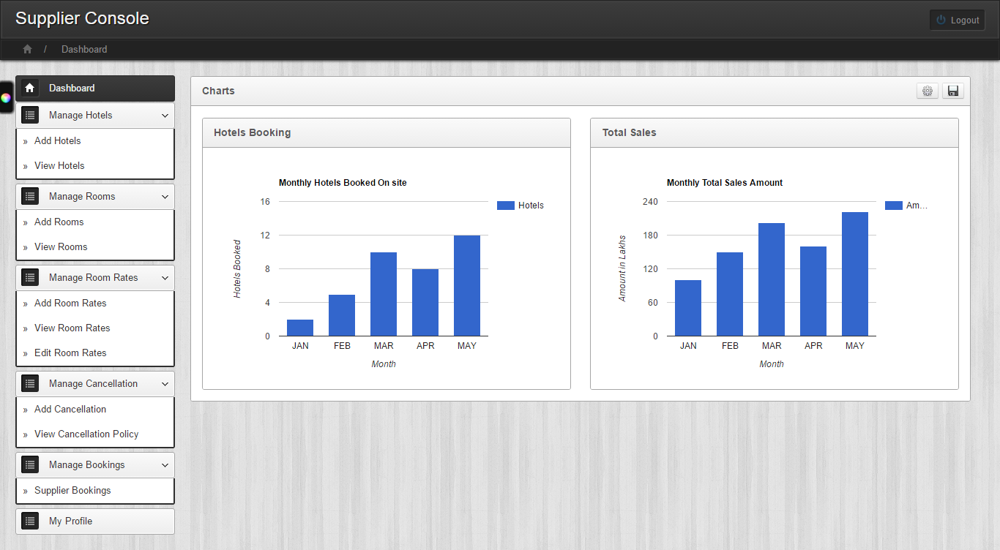 Supplier Console
Logout
/ Dashboard
Dashboard
Manage Hotels
» Add Hotels
» View Hotels
Manage Rooms
» Add Rooms
» View Rooms
Manage Room Rates
» Add Room Rates
» View Room Rates
» Edit Room Rates
Manage Cancellation
» Add Cancellation
» View Cancellation Policy
Manage Bookings
» Supplier Bookings
My Profile
Charts
Hotels Booking
Monthly Hotels Booked On site
16
12
8
4
0
Hotels Booked
JAN FEB MAR APR MAY
Month
Hotels
Total Sales
Monthly Total Sales Amount
240
180
120
60
0
Amount in Lakhs
JAN FEB MAR APR MAY
Month
Am...